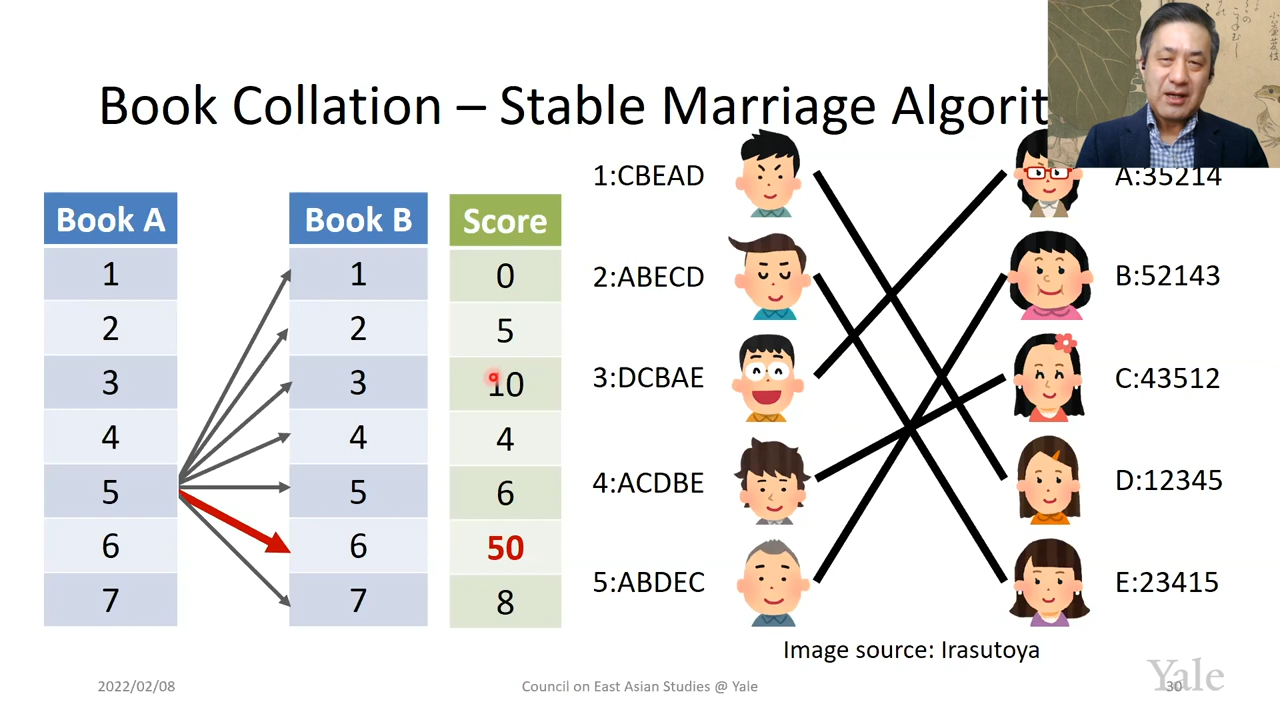 Book Collation – Stable Marriage Algorit
Book A
1
2
3
4
5
6
7
Book B
1
2
3
4
5
6
7
Score
0
5
10
4
6
50
8
1:CBEAD
2:ABECD
3:DCBAE
4:ACDBE
5:ABDEC
A:35214
B:52143
C:43512
D:12345
E:23415
Image source: Irasutoya
2022/02/08
Council on East Asian Studies @ Yale
30
Yale